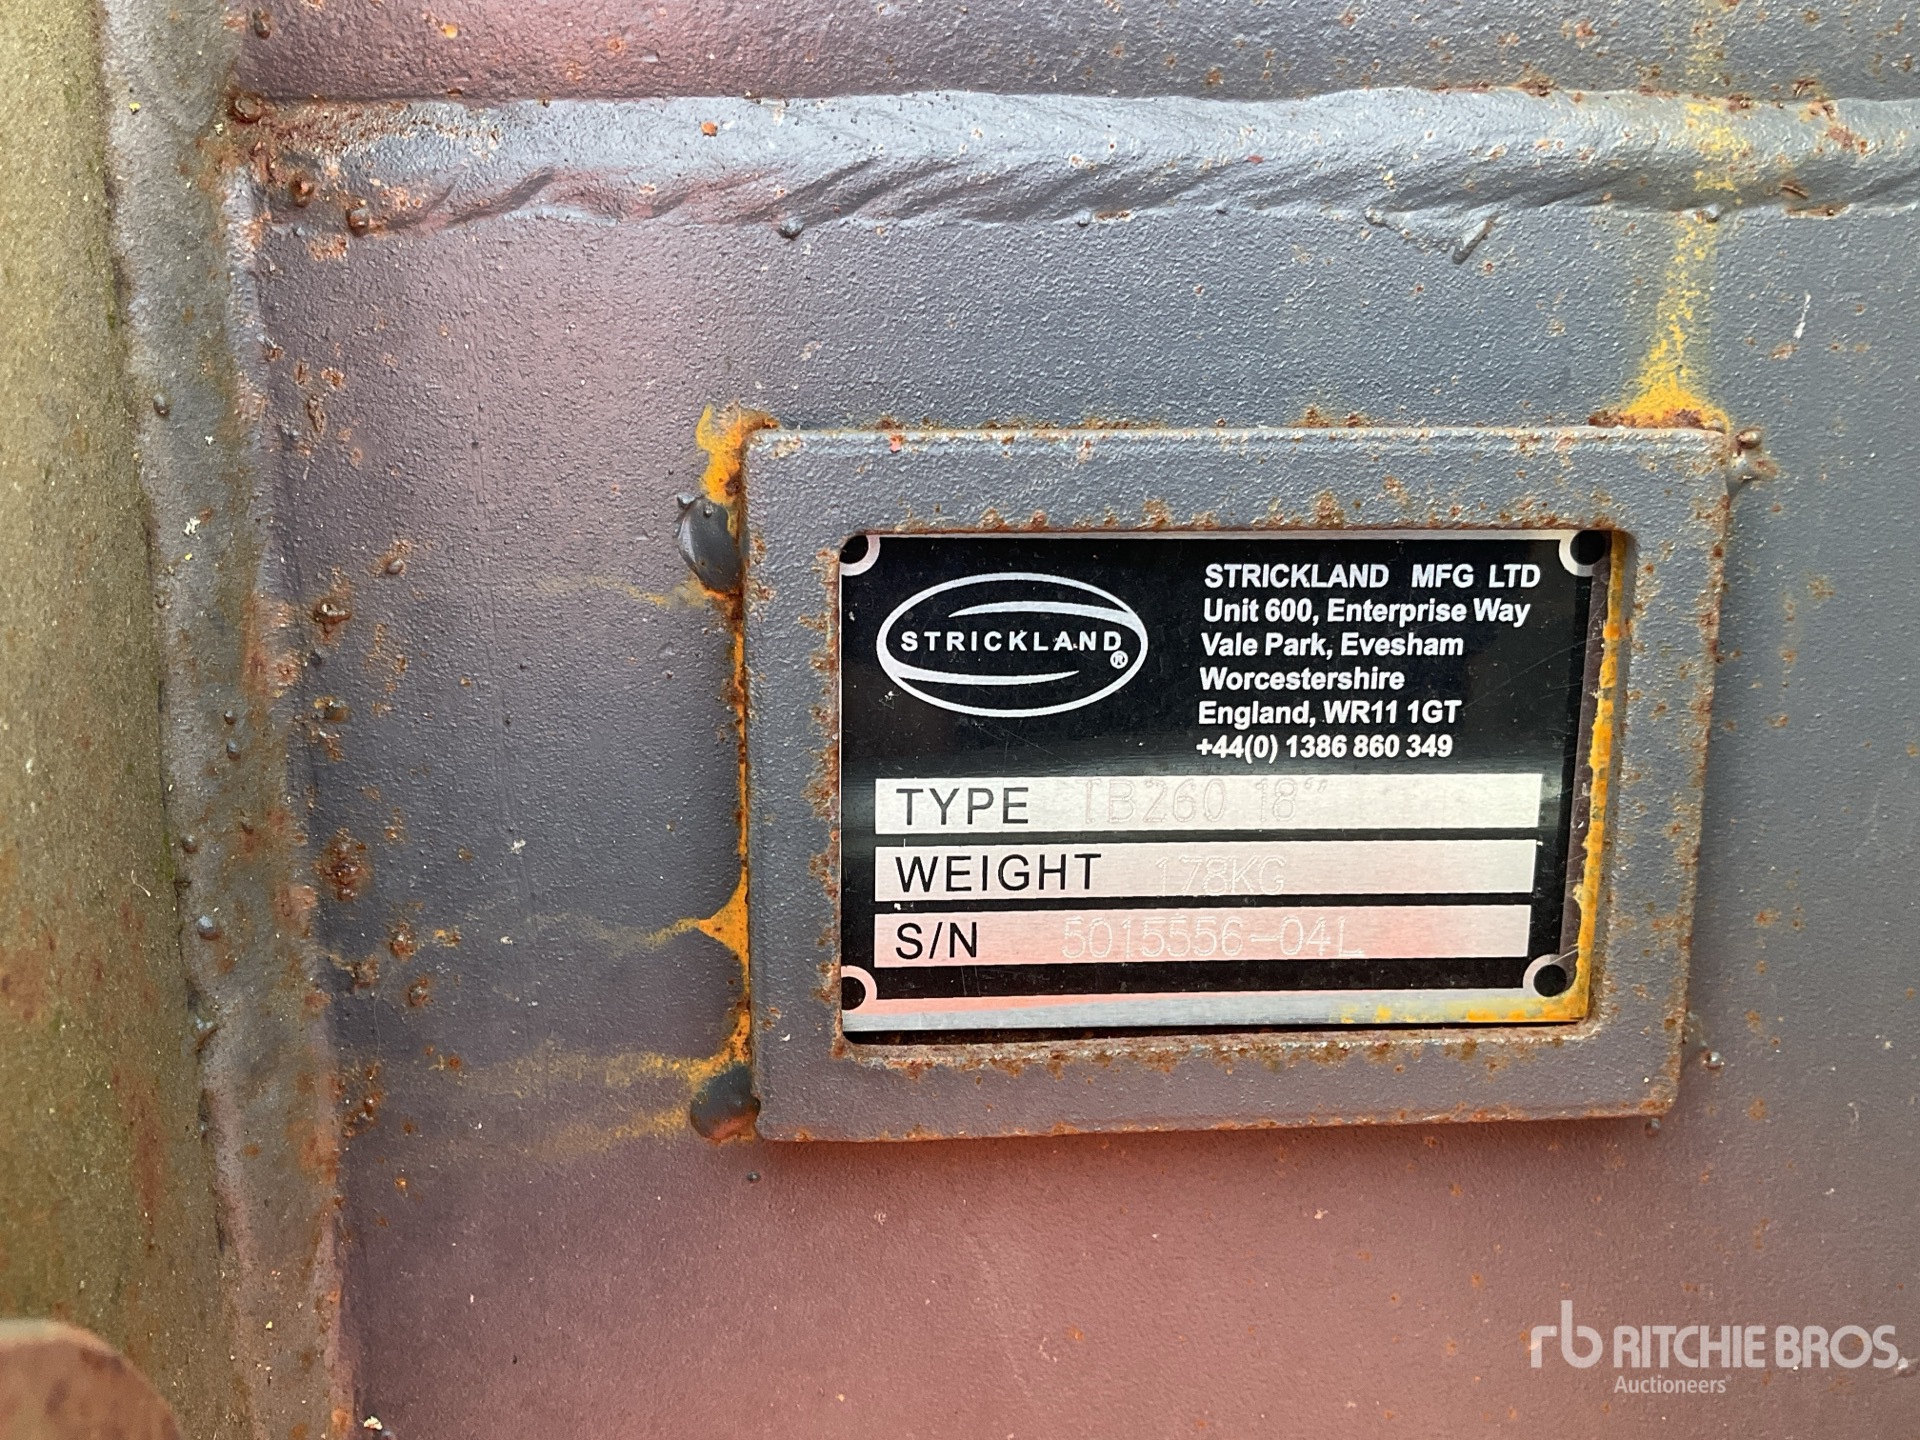 STRICKLAND®
STRICKLAND MFG LTD
Unit 600, Enterprise Way
Vale Park, Evesham
Worcestershire
England, WR11 1GT
+44(0) 1386 860 349
TYPE TB260 18"
WEIGHT 178KG
S/N 5015556-04L
rb RITCHIE BROS.
Auctioneers